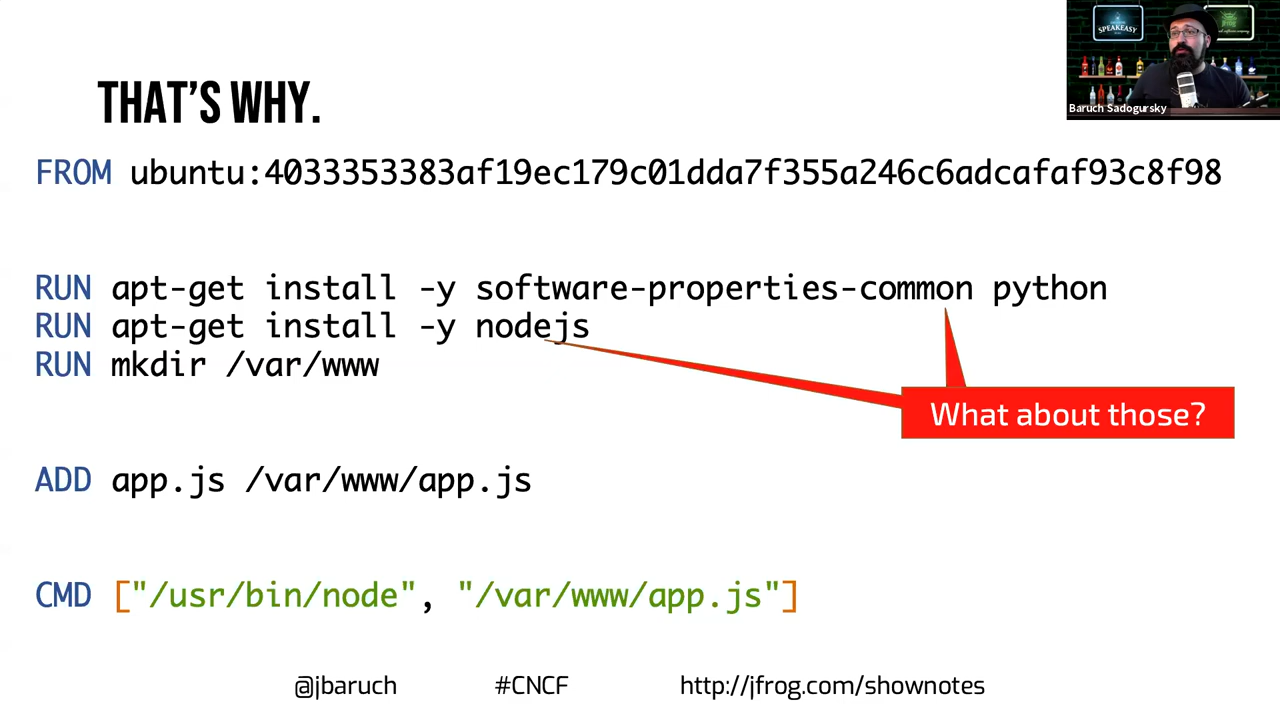 SPEAKEASY
Baruch Sadogursky
THAT'S WHY.
FROM ubuntu:4033353383af19ec179c01dda7f355a246c6adcafaf93c8f98
RUN apt-get install -y software-properties-common python
RUN apt-get install -y nodejs
RUN mkdir /var/www
What about those?
ADD app.js /var/www/app.js
CMD ["/usr/bin/node", "/var/www/app.js"]
@jbaruch #CNCF http://jfrog.com/shownotes